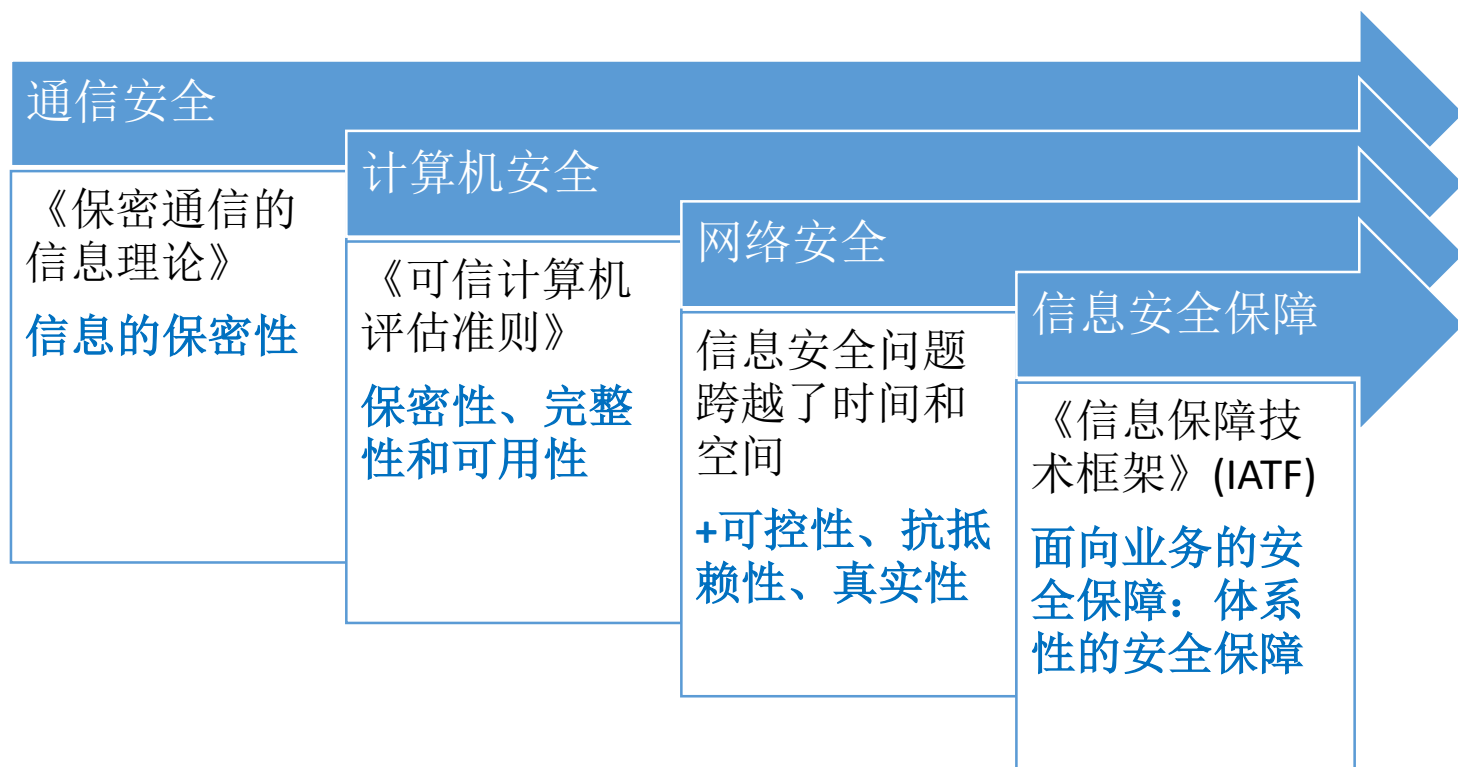 通信安全
《保密通信的
信息理论》
信息的保密性
计算机安全
《可信计算机
评估准则》
保密性、完整
性和可用性
网络安全
信息安全问题
跨越了时间和
空间
+可控性、抗抵
赖性、真实性
信息安全保障
《信息保障技
术框架》(IATF)
面向业务的安
全保障：体系
性的安全保障